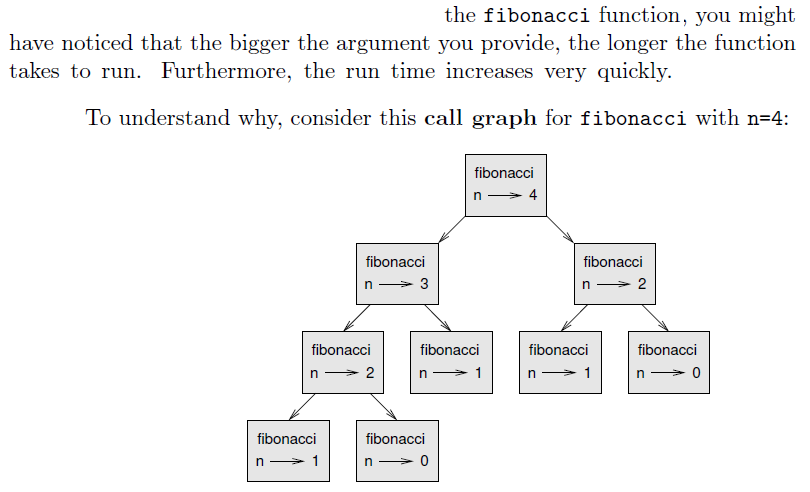 the fibonacci function, you might
have noticed that the bigger the argument you provide, the longer the function
takes to run. Furthermore, the run time increases very quickly.
To understand why, consider this call graph for fibonacci with n=4:
fibonacci
n 4
fibonacci
n 3
fibonacci
n 2
fibonacci
n 2
fibonacci
n 1
fibonacci
n 1
fibonacci
n 0
fibonacci
n 1
fibonacci
n 0